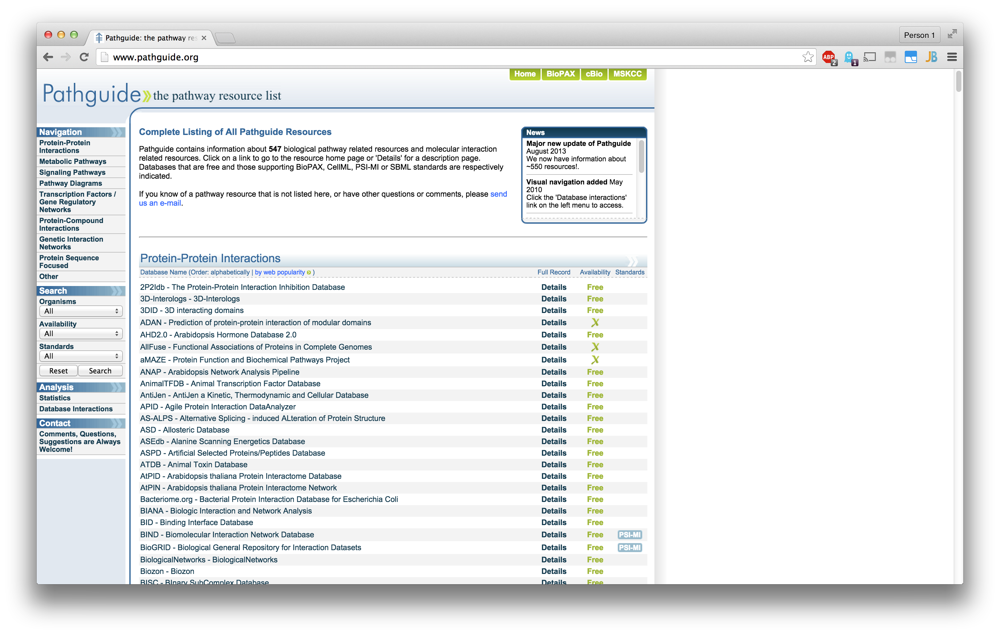 Pathguide: the pathway res
Person 1
www.pathguide.org
ABP
2
1
JB
Home
BioPAX
cBio
MSKCC
Pathguide» the pathway resource list
Navigation
Protein-Protein
Interactions
Metabolic Pathways
Signaling Pathways
Pathway Diagrams
Transcription Factors /
Gene Regulatory
Networks
Protein-Compound
Interactions
Genetic Interaction
Networks
Protein Sequence
Focused
Other
Search
Organisms
All
Availability
All
Standards
All
Reset
Search
Analysis
Statistics
Database Interactions
Contact
Comments, Questions,
Suggestions are Always
Welcome!
Complete Listing of All Pathguide Resources
Pathguide contains information about 547 biological pathway related resources and molecular interaction
related resources. Click on a link to go to the resource home page or 'Details' for a description page.
Databases that are free and those supporting BioPAX, CellML, PSI-MI or SBML standards are respectively
indicated.
If you know of a pathway resource that is not listed here, or have other questions or comments, please send
us an e-mail.
News
Major new update of Pathguide
August 2013
We now have information about
~550 resources!.
Visual navigation added May
2010
Click the 'Database interactions'
link on the left menu to access.
Protein-Protein Interactions
Database Name (Order: alphabetically | by web popularity ) Full Record Availability Standards
2P2Idb - The Protein-Protein Interaction Inhibition Database Details Free
3D-Interologs - 3D-Interologs Details Free
3DID - 3D interacting domains Details Free
ADAN - Prediction of protein-protein interaction of modular domains Details X
AHD2.0 - Arabidopsis Hormone Database 2.0 Details Free
AllFuse - Functional Associations of Proteins in Complete Genomes Details X
aMAZE - Protein Function and Biochemical Pathways Project Details X
ANAP - Arabidopsis Network Analysis Pipeline Details Free
AnimalTFDB - Animal Transcription Factor Database Details Free
AntiJen - AntiJen a Kinetic, Thermodynamic and Cellular Database Details Free
APID - Agile Protein Interaction DataAnalyzer Details Free
AS-ALPS - Alternative Splicing - induced ALteration of Protein Structure Details Free
ASD - Allosteric Database Details Free
ASEdb - Alanine Scanning Energetics Database Details Free
ASPD - Artificial Selected Proteins/Peptides Database Details Free
ATDB - Animal Toxin Database Details Free
AtPID - Arabidopsis thaliana Protein Interactome Database Details Free
AtPIN - Arabidopsis thaliana Protein Interactome Network Details Free
Bacteriome.org - Bacterial Protein Interaction Database for Escherichia Coli Details Free
BIANA - Biologic Interaction and Network Analysis Details Free
BID - Binding Interface Database Details Free
BIND - Biomolecular Interaction Network Database Details Free PSI-MI
BioGRID - Biological General Repository for Interaction Datasets Details Free PSI-MI
BiologicalNetworks - BiologicalNetworks Details Free
Biozon - Biozon Details Free
BISC - BInary SubComplex Database Details Free